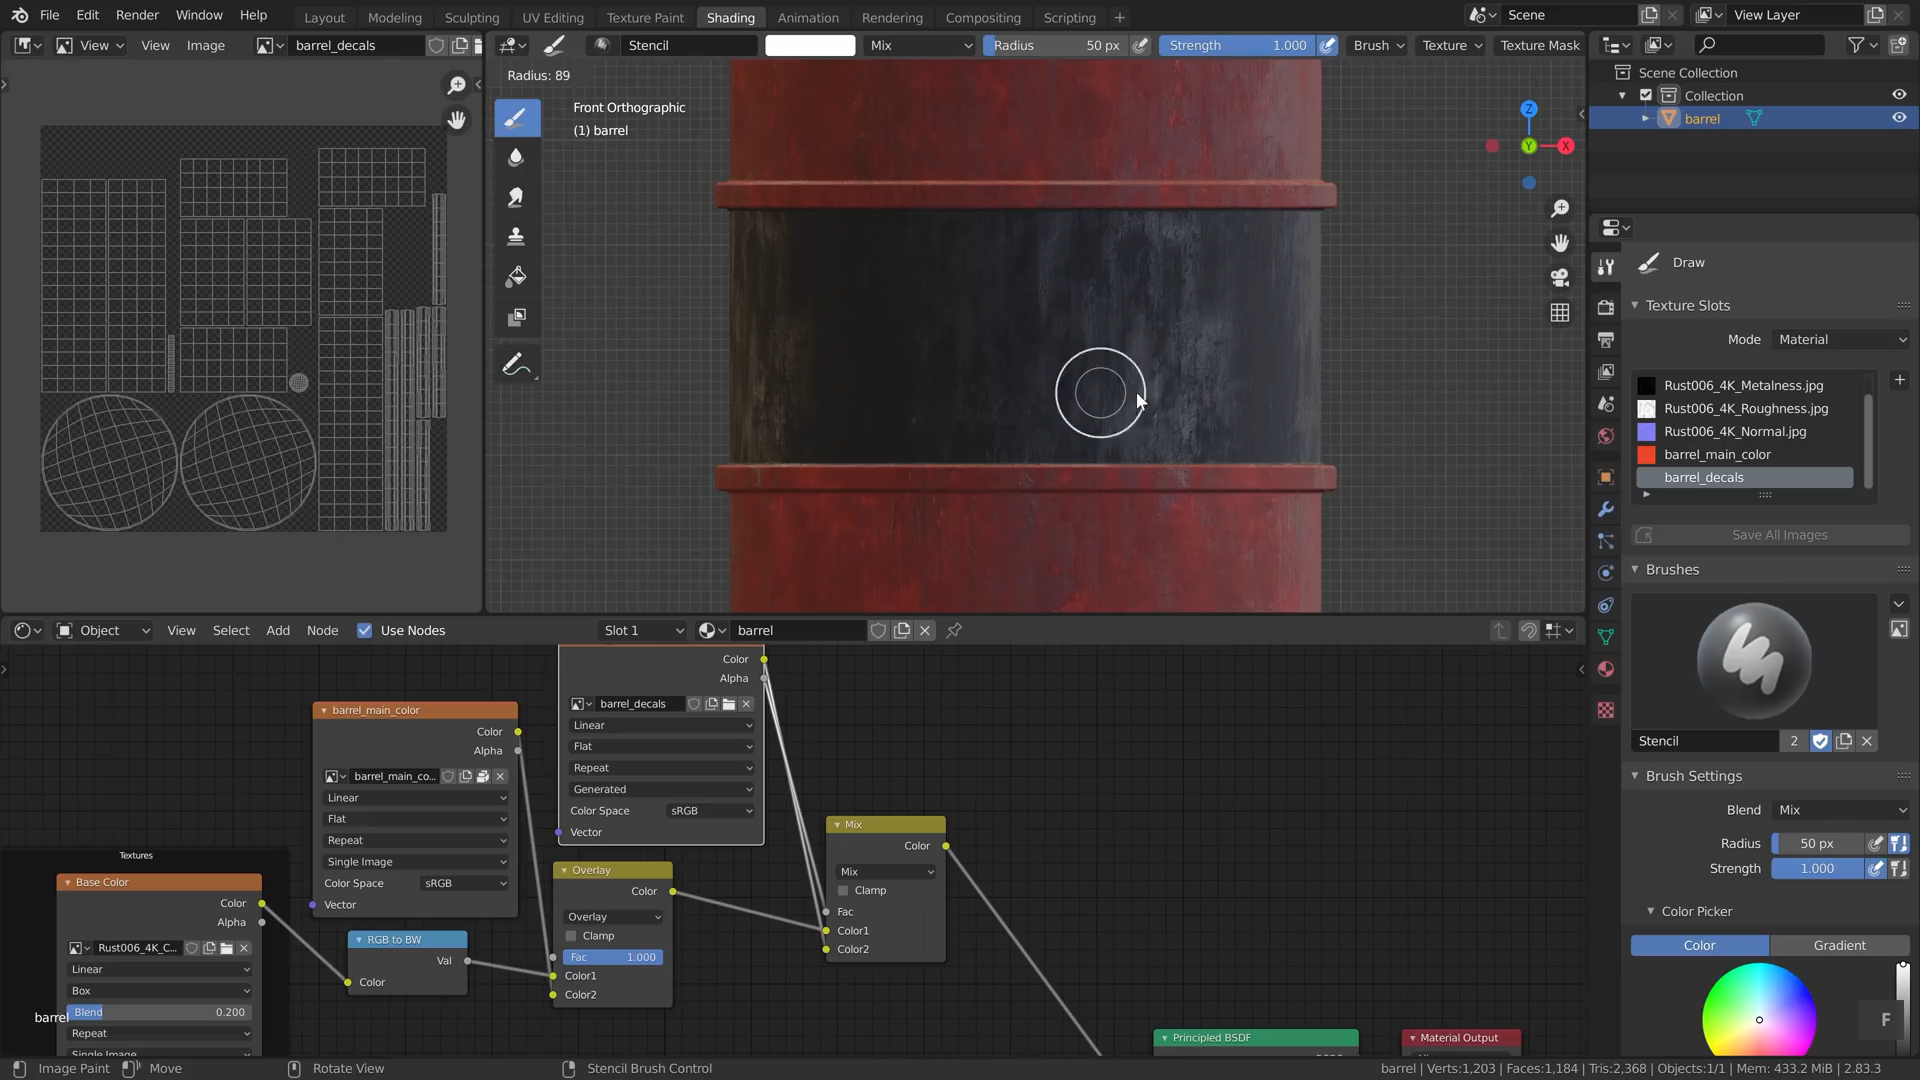 File Edit Render Window Help
Layout Modeling Sculpting UV Editing Texture Paint Shading Animation Rendering Compositing Scripting +
Scene
View Layer
View View Image barrel_decals
Stencil Mix Radius 50 px Strength 1.000 Brush Texture Texture Mask
Radius: 89
Front Orthographic
(1) barrel
Z
Y
X
Scene Collection
Collection
barrel
Draw
Texture Slots
Mode Material
Rust006_4K_Metalness.jpg
Rust006_4K_Roughness.jpg
Rust006_4K_Normal.jpg
barrel_main_color
barrel_decals
Save All Images
Brushes
Stencil 2
Brush Settings
Blend Mix
Radius 50 px
Strength 1.000
Color Picker
Color Gradient
F
Object View Select Add Node Use Nodes Slot 1 barrel
Color
Alpha
barrel_decals
Linear
Flat
Repeat
Generated
Color Space sRGB
Vector
barrel_main_color
Color
Alpha
barrel_main_co...
Linear
Flat
Repeat
Single Image
Color Space sRGB
Vector
Mix
Color
Mix
Clamp
Fac
Color1
Color2
Overlay
Color
Overlay
Clamp
Fac 1.000
Color1
Color2
RGB to BW
Val
Color
Textures
Base Color
Color
Alpha
Rust006_4K_C...
Linear
Box
Blend 0.200
Repeat
Single Image
barrel
Principled BSDF
Material Output
Image Paint Move Rotate View Stencil Brush Control
barrel | Verts:1,203 | Faces:1,184 | Tris:2,368 | Objects:1/1 | Mem: 433.2 MiB | 2.83.3